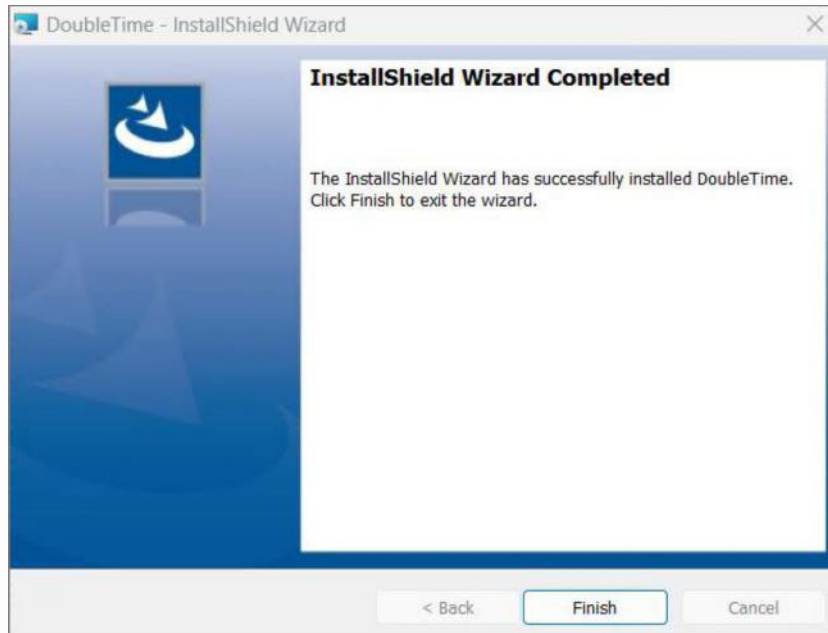 DoubleTime - InstallShield Wizard
InstallShield Wizard Completed
The InstallShield Wizard has successfully installed DoubleTime.
Click Finish to exit the wizard.
< Back
Finish
Cancel